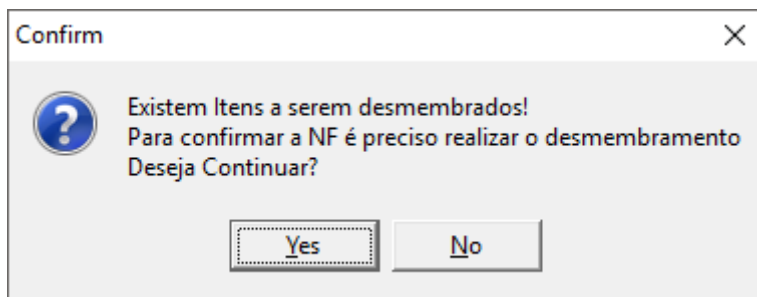 Confirm
Existem Itens a serem desmembrados!
Para confirmar a NF é preciso realizar o desmembramento
Deseja Continuar?
Yes
No